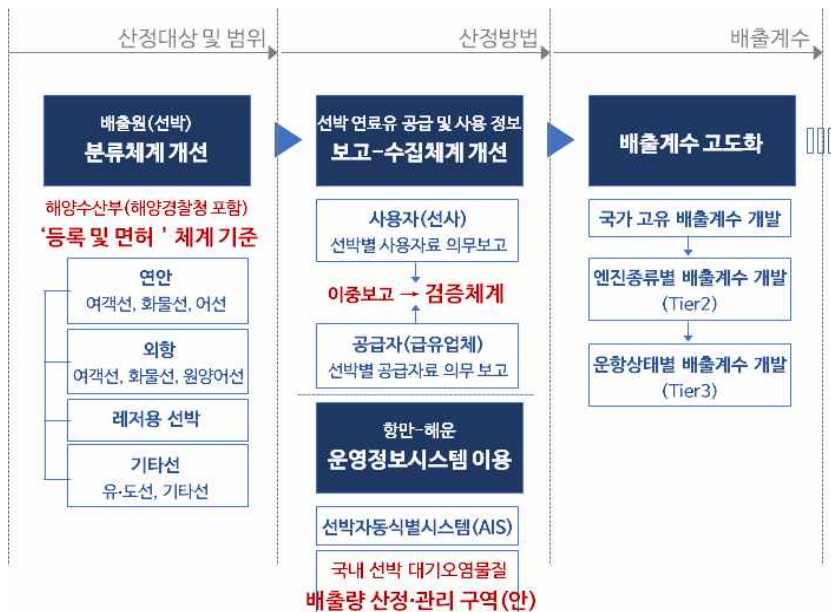 산정대상 및 범위
산정방법
배출계수
배출원(선박)
분류체계 개선
해양수산부(해양경찰청 포함)
‘등록 및 면허 ’ 체계 기준
연안
여객선, 화물선, 어선
외항
여객선, 화물선, 원양어선
레저용 선박
기타선
유·도선, 기타선
선박 연료유 공급 및 사용 정보
보고-수집체계 개선
사용자(선사)
선박별 사용자료 의무보고
이중보고 → 검증체계
공급자(급유업체)
선박별 공급자료 의무 보고
항만-해운
운영정보시스템 이용
선박자동식별시스템(AIS)
국내 선박 대기오염물질
배출량 산정·관리 구역(안)
배출계수 고도화
국가 고유 배출계수 개발
엔진종류별 배출계수 개발
(Tier2)
운항상태별 배출계수 개발
(Tier3)